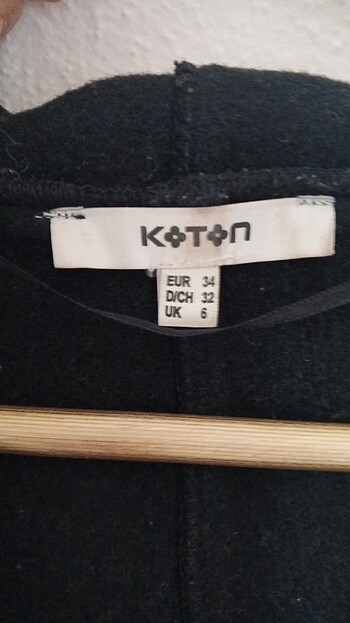 KOTON
EUR 34
D/CH 32
UK 6